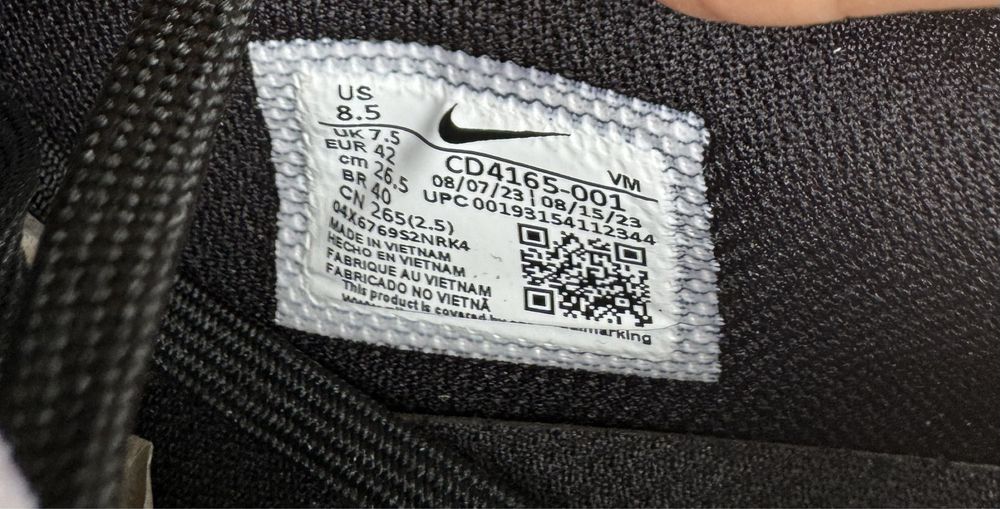 US
8.5
UK 7.5
EUR 42
cm 26.5
BR 40
CN 265(2.5)
04X6769S2NRK4
MADE IN VIETNAM
HECHO EN VIETNAM
FABRIQUE AU VIETNAM
FABRICADO NO VIETNÃ
This product is covered by
marking
VM
CD4165-001
08/07/23 | 08/15/23
UPC 00193154112344